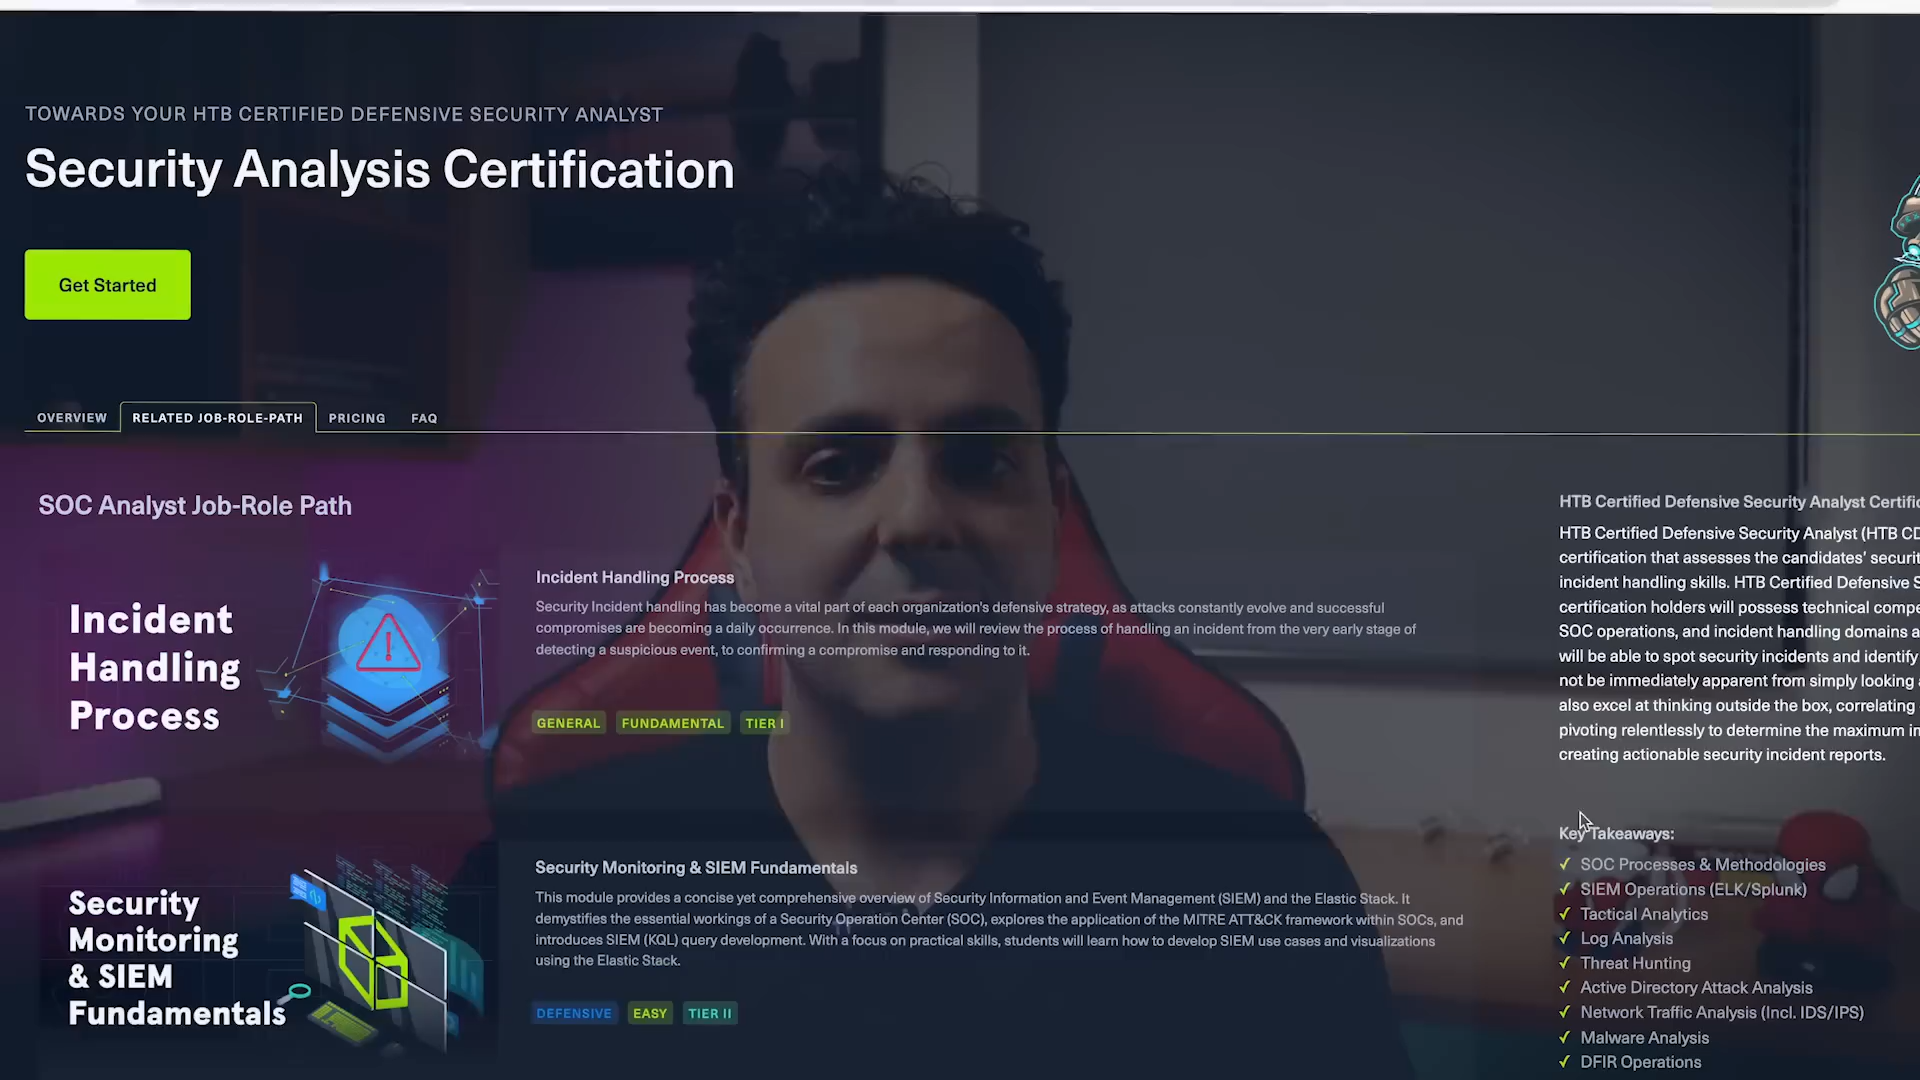 TOWARDS YOUR HTB CERTIFIED DEFENSIVE SECURITY ANALYST
Security Analysis Certification
Get Started
OVERVIEW
RELATED JOB-ROLE-PATH
PRICING
FAQ
SOC Analyst Job-Role Path
Incident
Handling
Process
Incident Handling Process
Security Incident handling has become a vital part of each organization's defensive strategy, as attacks constantly evolve and successful
compromises are becoming a daily occurrence. In this module, we will review the process of handling an incident from the very early stage of
detecting a suspicious event, to confirming a compromise and responding to it.
GENERAL
FUNDAMENTAL
TIER I
Security
Monitoring
& SIEM
Fundamentals
Security Monitoring & SIEM Fundamentals
This module provides a concise yet comprehensive overview of Security Information and Event Management (SIEM) and the Elastic Stack. It
demystifies the essential workings of a Security Operation Center (SOC), explores the application of the MITRE ATT&CK framework within SOCs, and
introduces SIEM (KQL) query development. With a focus on practical skills, students will learn how to develop SIEM use cases and visualizations
using the Elastic Stack.
DEFENSIVE
EASY
TIER II
HTB Certified Defensive Security Analyst
HTB Certified Defensive Security Analyst (HTB
certification that assesses the candidates'
incident handling skills. HTB Certified Defensive
certification holders will possess technical
SOC operations, and incident handling domains
will be able to spot security incidents and identify
not be immediately apparent from simply looking
also excel at thinking outside the box, correlating
pivoting relentlessly to determine the maximum
creating actionable security incident reports.
Key Takeaways:
✓ SOC Processes & Methodologies
✓ SIEM Operations (ELK/Splunk)
✓ Tactical Analytics
✓ Log Analysis
✓ Threat Hunting
✓ Active Directory Attack Analysis
✓ Network Traffic Analysis (Incl. IDS/IPS)
✓ Malware Analysis
✓ DFIR Operations